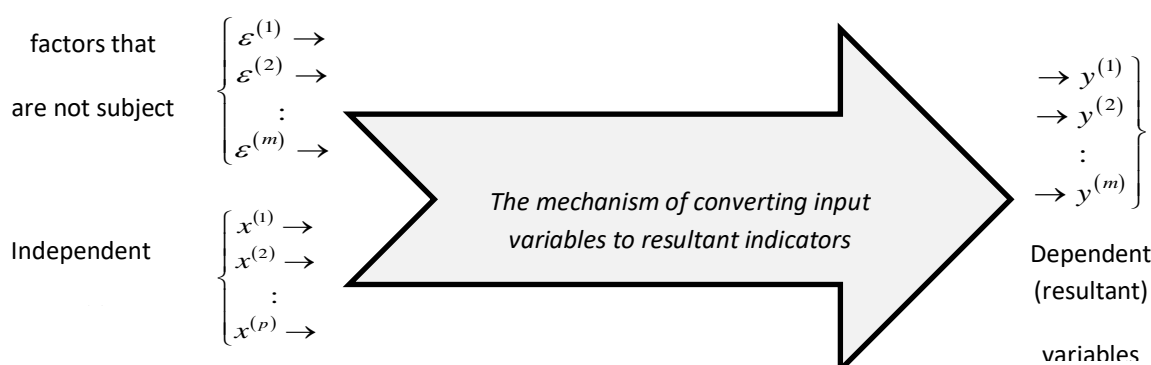 factors that
are not subject
ε⁽¹⁾ →
ε⁽²⁾ →
:
ε⁽ᵐ⁾ →
Independent
x⁽¹⁾ →
x⁽²⁾ →
:
x⁽ᵖ⁾ →
The mechanism of converting input
variables to resultant indicators
→ y⁽¹⁾
→ y⁽²⁾
:
→ y⁽ᵐ⁾
Dependent
(resultant)
variables